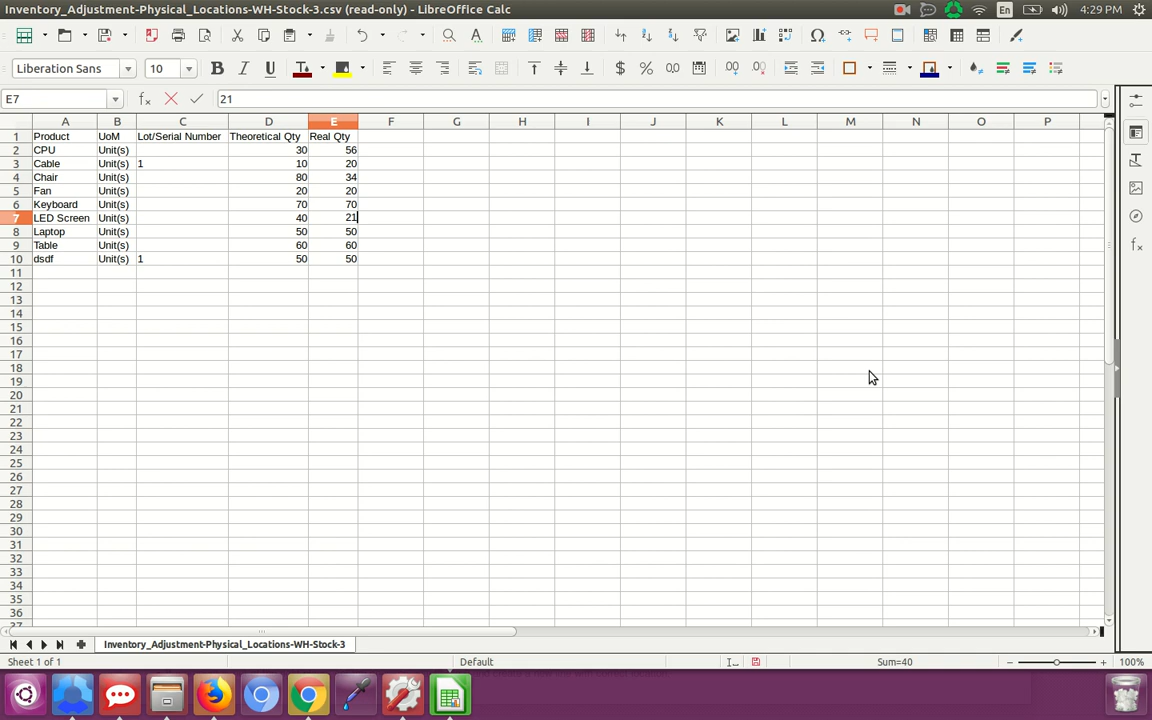 Inventory_Adjustment-Physical_Locations-WH-Stock-3.csv (read-only) - LibreOffice Calc En 4:29 PM
Liberation Sans 10
E7 21
A B C D E F G H I J K L M N O P
1 Product UoM Lot/Serial Number Theoretical Qty Real Qty
2 CPU Unit(s) 30 56
3 Cable Unit(s) 1 10 20
4 Chair Unit(s) 80 34
5 Fan Unit(s) 20 20
6 Keyboard Unit(s) 70 70
7 LED Screen Unit(s) 40 21
8 Laptop Unit(s) 50 50
9 Table Unit(s) 60 60
10 dsdf Unit(s) 1 50 50
11
12
13
14
15
16
17
18
19
20
21
22
23
24
25
26
27
28
29
30
31
32
33
34
35
36
37
Inventory_Adjustment-Physical_Locations-WH-Stock-3
Sheet 1 of 1 Default Sum=40 100%